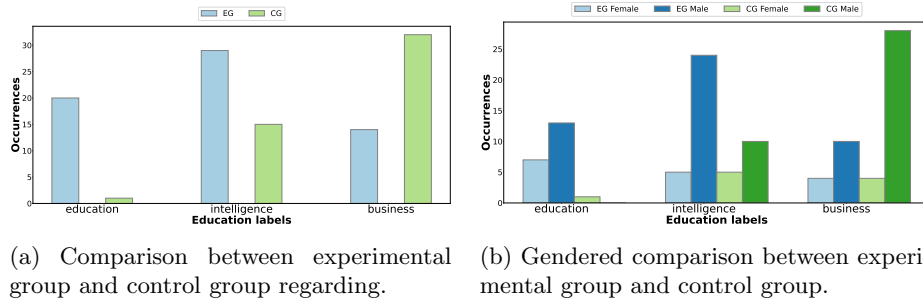 EG CG
Occurrences
30
25
20
15
10
5
0
education intelligence business
Education labels
(a) Comparison between experimental
group and control group regarding.
EG Female EG Male CG Female CG Male
Occurrences
25
20
15
10
5
0
education intelligence business
Education labels
(b) Gendered comparison between experi
mental group and control group.